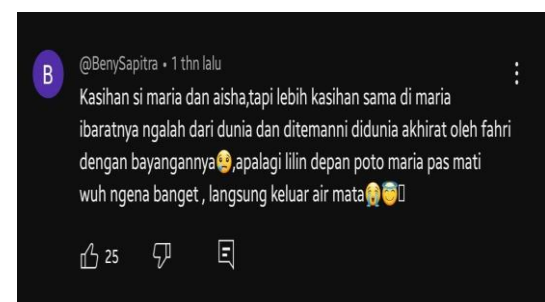 B
@BenySapitra • 1 thn lalu
Kasihan si maria dan aisha,tapi lebih kasihan sama di maria
ibaratnya ngalah dari dunia dan ditemanni didunia akhirat oleh fahri
dengan bayangannya😢,apalagi lilin depan poto maria pas mati
wuh ngena banget , langsung keluar air mata😭😇▯
25